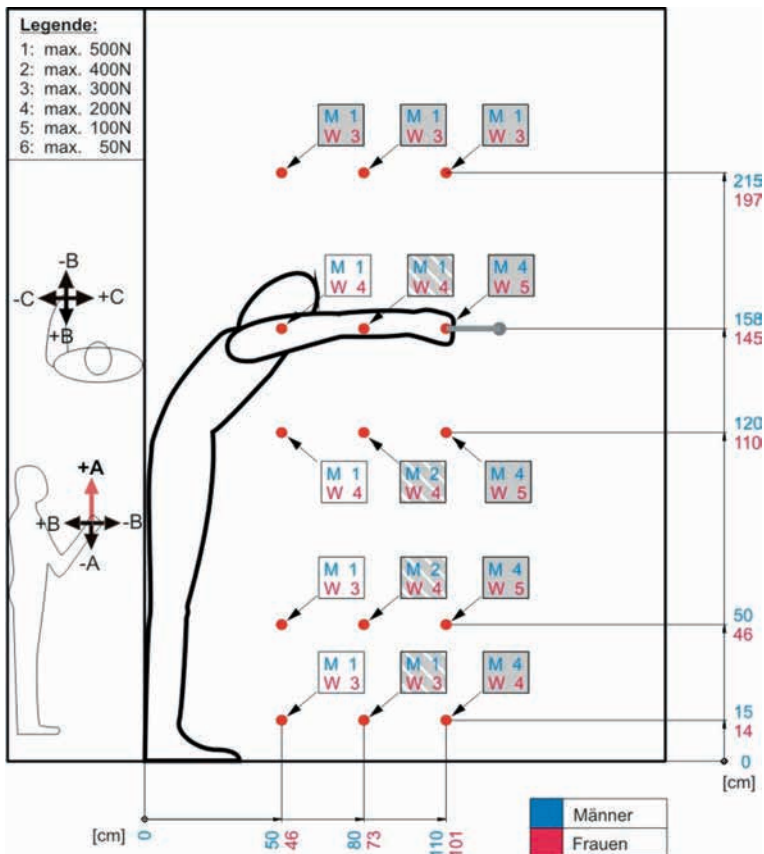 Legende:
1: max. 500N
2: max. 400N
3: max. 300N
4: max. 200N
5: max. 100N
6: max. 50N
M 1 M 1 M 1
W 3 W 3 W 3
215
197
-B
-C +C
+B
M 1 M 1 M 4
W 4 W 4 W 5
158
145
120
110
M 1 M 2 M 4
W 4 W 4 W 5
+A
+B -B
-A
M 1 M 2 M 4
W 3 W 4 W 5
50
46
M 1 M 1 M 4
W 3 W 3 W 4
15
14
0
[cm]
[cm] 0 50 46 80 73 110 101
Männer
Frauen